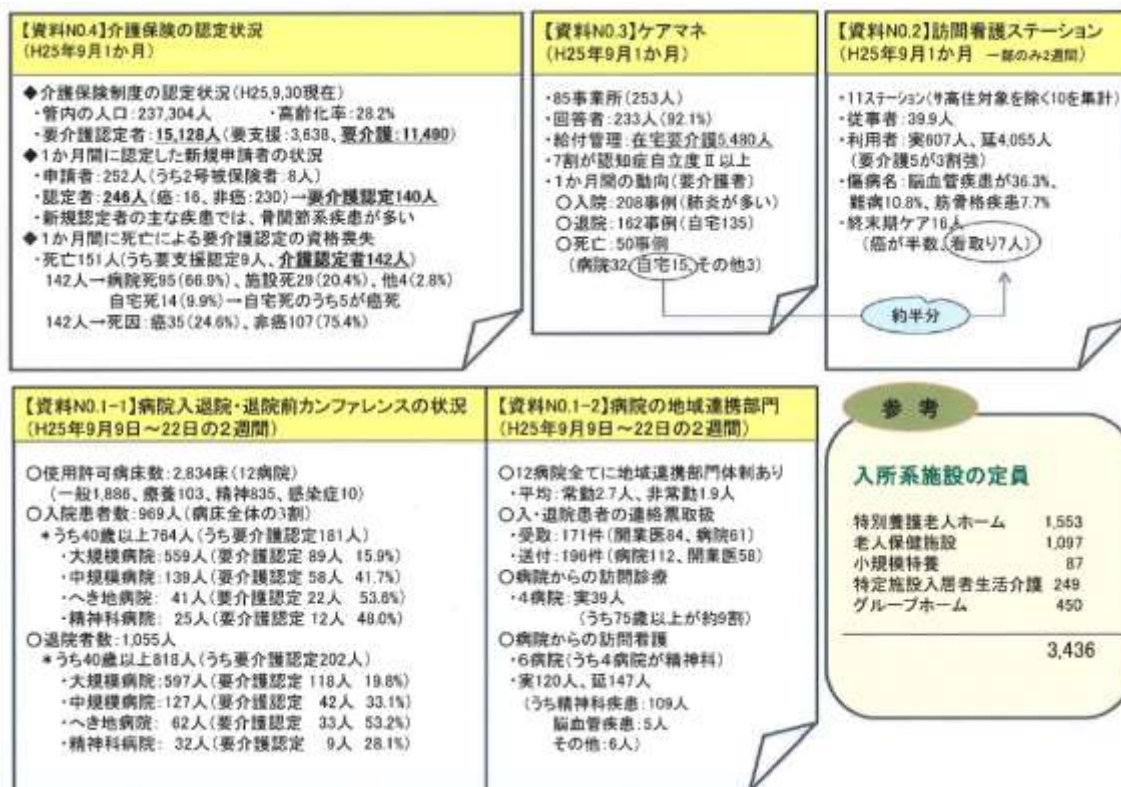 【資料N0.4】介護保険の認定状況
(H25年9月1か月)
◆介護保険制度の認定状況(H25,9,30現在)
・管内の人口:237,304人 ・高齢化率:28.2%
・要介護認定者:15,128人(要支援:3,638、要介護:11,490)
◆1か月間に認定した新規申請者の状況
・申請者:252人(うち2号被保険者 8人)
・認定者:246人(癌:16、非癌:230)→要介護認定140人
・新規認定者の主な疾患では、骨関節系疾患が多い
◆1か月間に死亡による要介護認定の資格喪失
・死亡151人(うち要支援認定9人、介護認定者142人)
142人→病院死95(66.9%)、施設死29(20.4%)、他4(2.8%)
自宅死14(9.9%)→自宅死のうち5が癌死
142人→死因:癌35(24.6%)、非癌107(75.4%)
【資料N0.3】ケアマネ
(H25年9月1か月)
・85事業所(253人)
・回答者:233人(92.1%)
・給付管理:在宅要介護5,480人
・7割が認知症自立度Ⅱ以上
・1か月間の動向(要介護者)
○入院:208事例(肺炎が多い)
○退院:162事例(自宅135)
○死亡:50事例
(病院32、自宅15、その他3)
【資料N0.2】訪問看護ステーション
(H25年9月1か月 一部のみ2週間)
・11ステーション(サ高住対象を除く10を集計)
・従事者:39.9人
・利用者:実607人、延4,055人
(要介護5が3割強)
・傷病名:脳血管疾患が36.3%、
難病10.8%、筋骨格疾患7.7%
・終末期ケア16人
(癌が半数、看取り7人)
約半分
【資料N0.1-1】病院入退院・退院前カンファレンスの状況
(H25年9月9日~22日の2週間)
○使用許可病床数:2,834床(12病院)
(一般1,886、療養103、精神835、感染症10)
○入院患者数:969人(病床全体の3割)
*うち40歳以上764人(うち要介護認定181人)
・大規模病院:559人(要介護認定 89人 15.9%)
・中規模病院:139人(要介護認定 58人 41.7%)
・へき地病院: 41人(要介護認定 22人 53.6%)
・精神科病院: 25人(要介護認定 12人 48.0%)
○退院者数:1,055人
*うち40歳以上818人(うち要介護認定202人)
・大規模病院:597人(要介護認定 118人 19.8%)
・中規模病院:127人(要介護認定 42人 33.1%)
・へき地病院: 62人(要介護認定 33人 53.2%)
・精神科病院: 32人(要介護認定 9人 28.1%)
【資料N0.1-2】病院の地域連携部門
(H25年9月9日~22日の2週間)
○12病院全てに地域連携部門体制あり
・平均:常勤2.7人、非常勤1.9人
○入・退院患者の連絡票取扱
・受取:171件(開業医84、病院61)
・送付:196件(病院112、開業医58)
○病院からの訪問診療
・4病院:実39人
(うち75歳以上が約9割)
○病院からの訪問看護
・6病院(うち4病院が精神科)
・実120人、延147人
(うち精神科疾患:109人
脳血管疾患:5人
その他:6人)
参考
入所系施設の定員
特別養護老人ホーム 1,553
老人保健施設 1,097
小規模特養 87
特定施設入居者生活介護 249
グループホーム 450
3,436